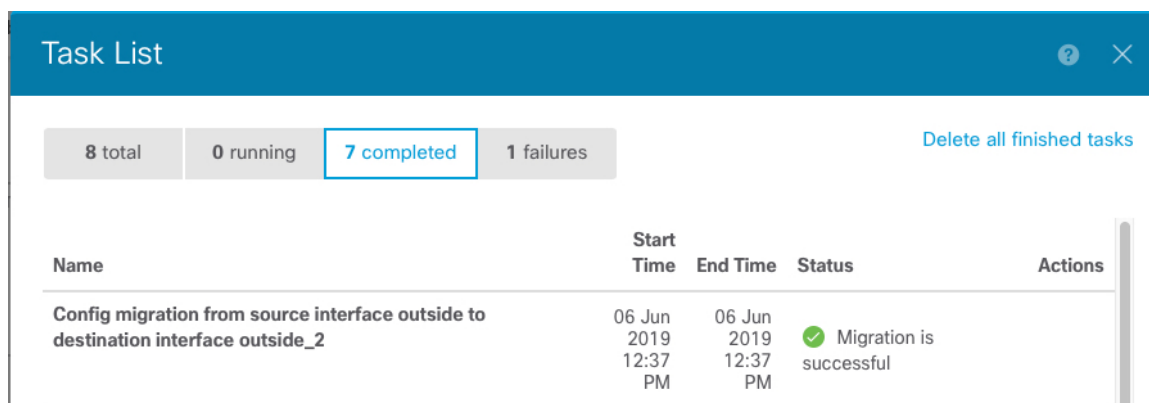 Task List
8 total 0 running 7 completed 1 failures Delete all finished tasks
Start
Name Time End Time Status Actions
Config migration from source interface outside to 06 Jun 06 Jun
destination interface outside_2 2019 2019 Migration is
12:37 12:37 successful
PM PM